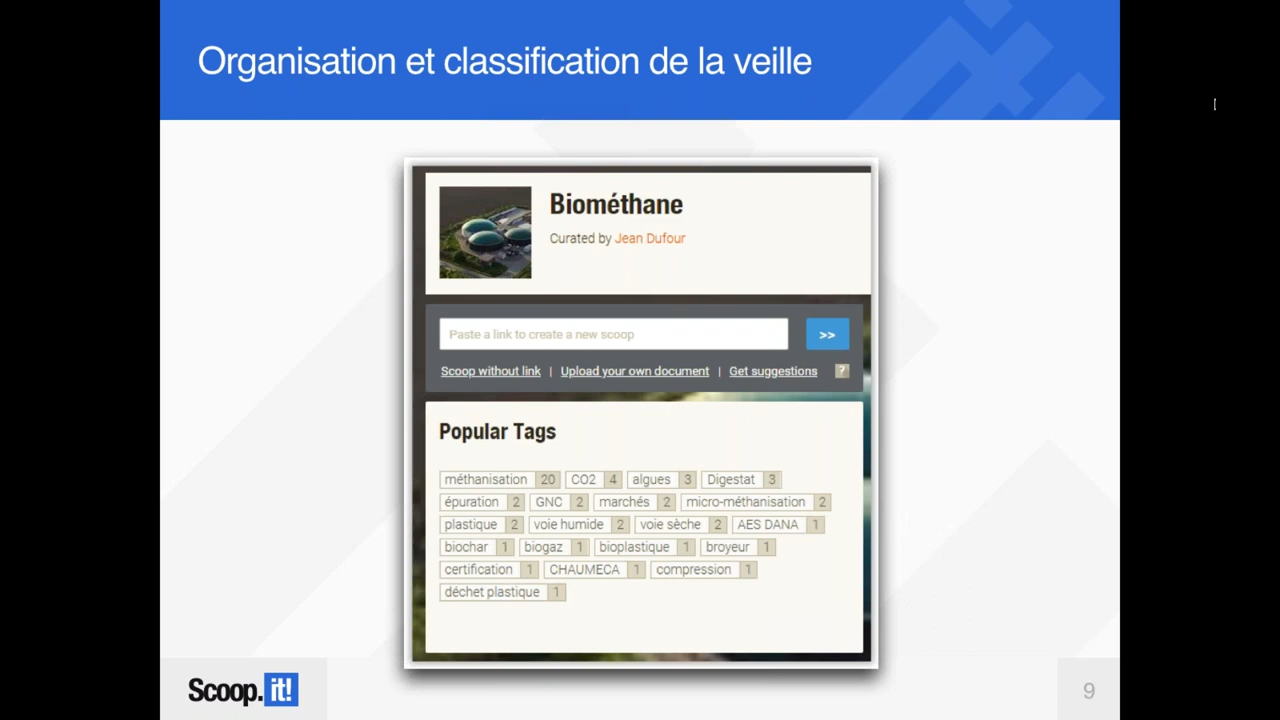 Organisation et classification de la veille
Biométhane
Curated by Jean Dufour
Paste a link to create a new scoop >>
Scoop without link | Upload your own document | Get suggestions ?
Popular Tags
méthanisation 20 CO2 4 algues 3 Digestat 3
épuration 2 GNC 2 marchés 2 micro-méthanisation 2
plastique 2 voie humide 2 voie sèche 2 AES DANA 1
biochar 1 biogaz 1 bioplastique 1 broyeur 1
certification 1 CHAUMECA 1 compression 1
déchet plastique 1
Scoop.it! 9